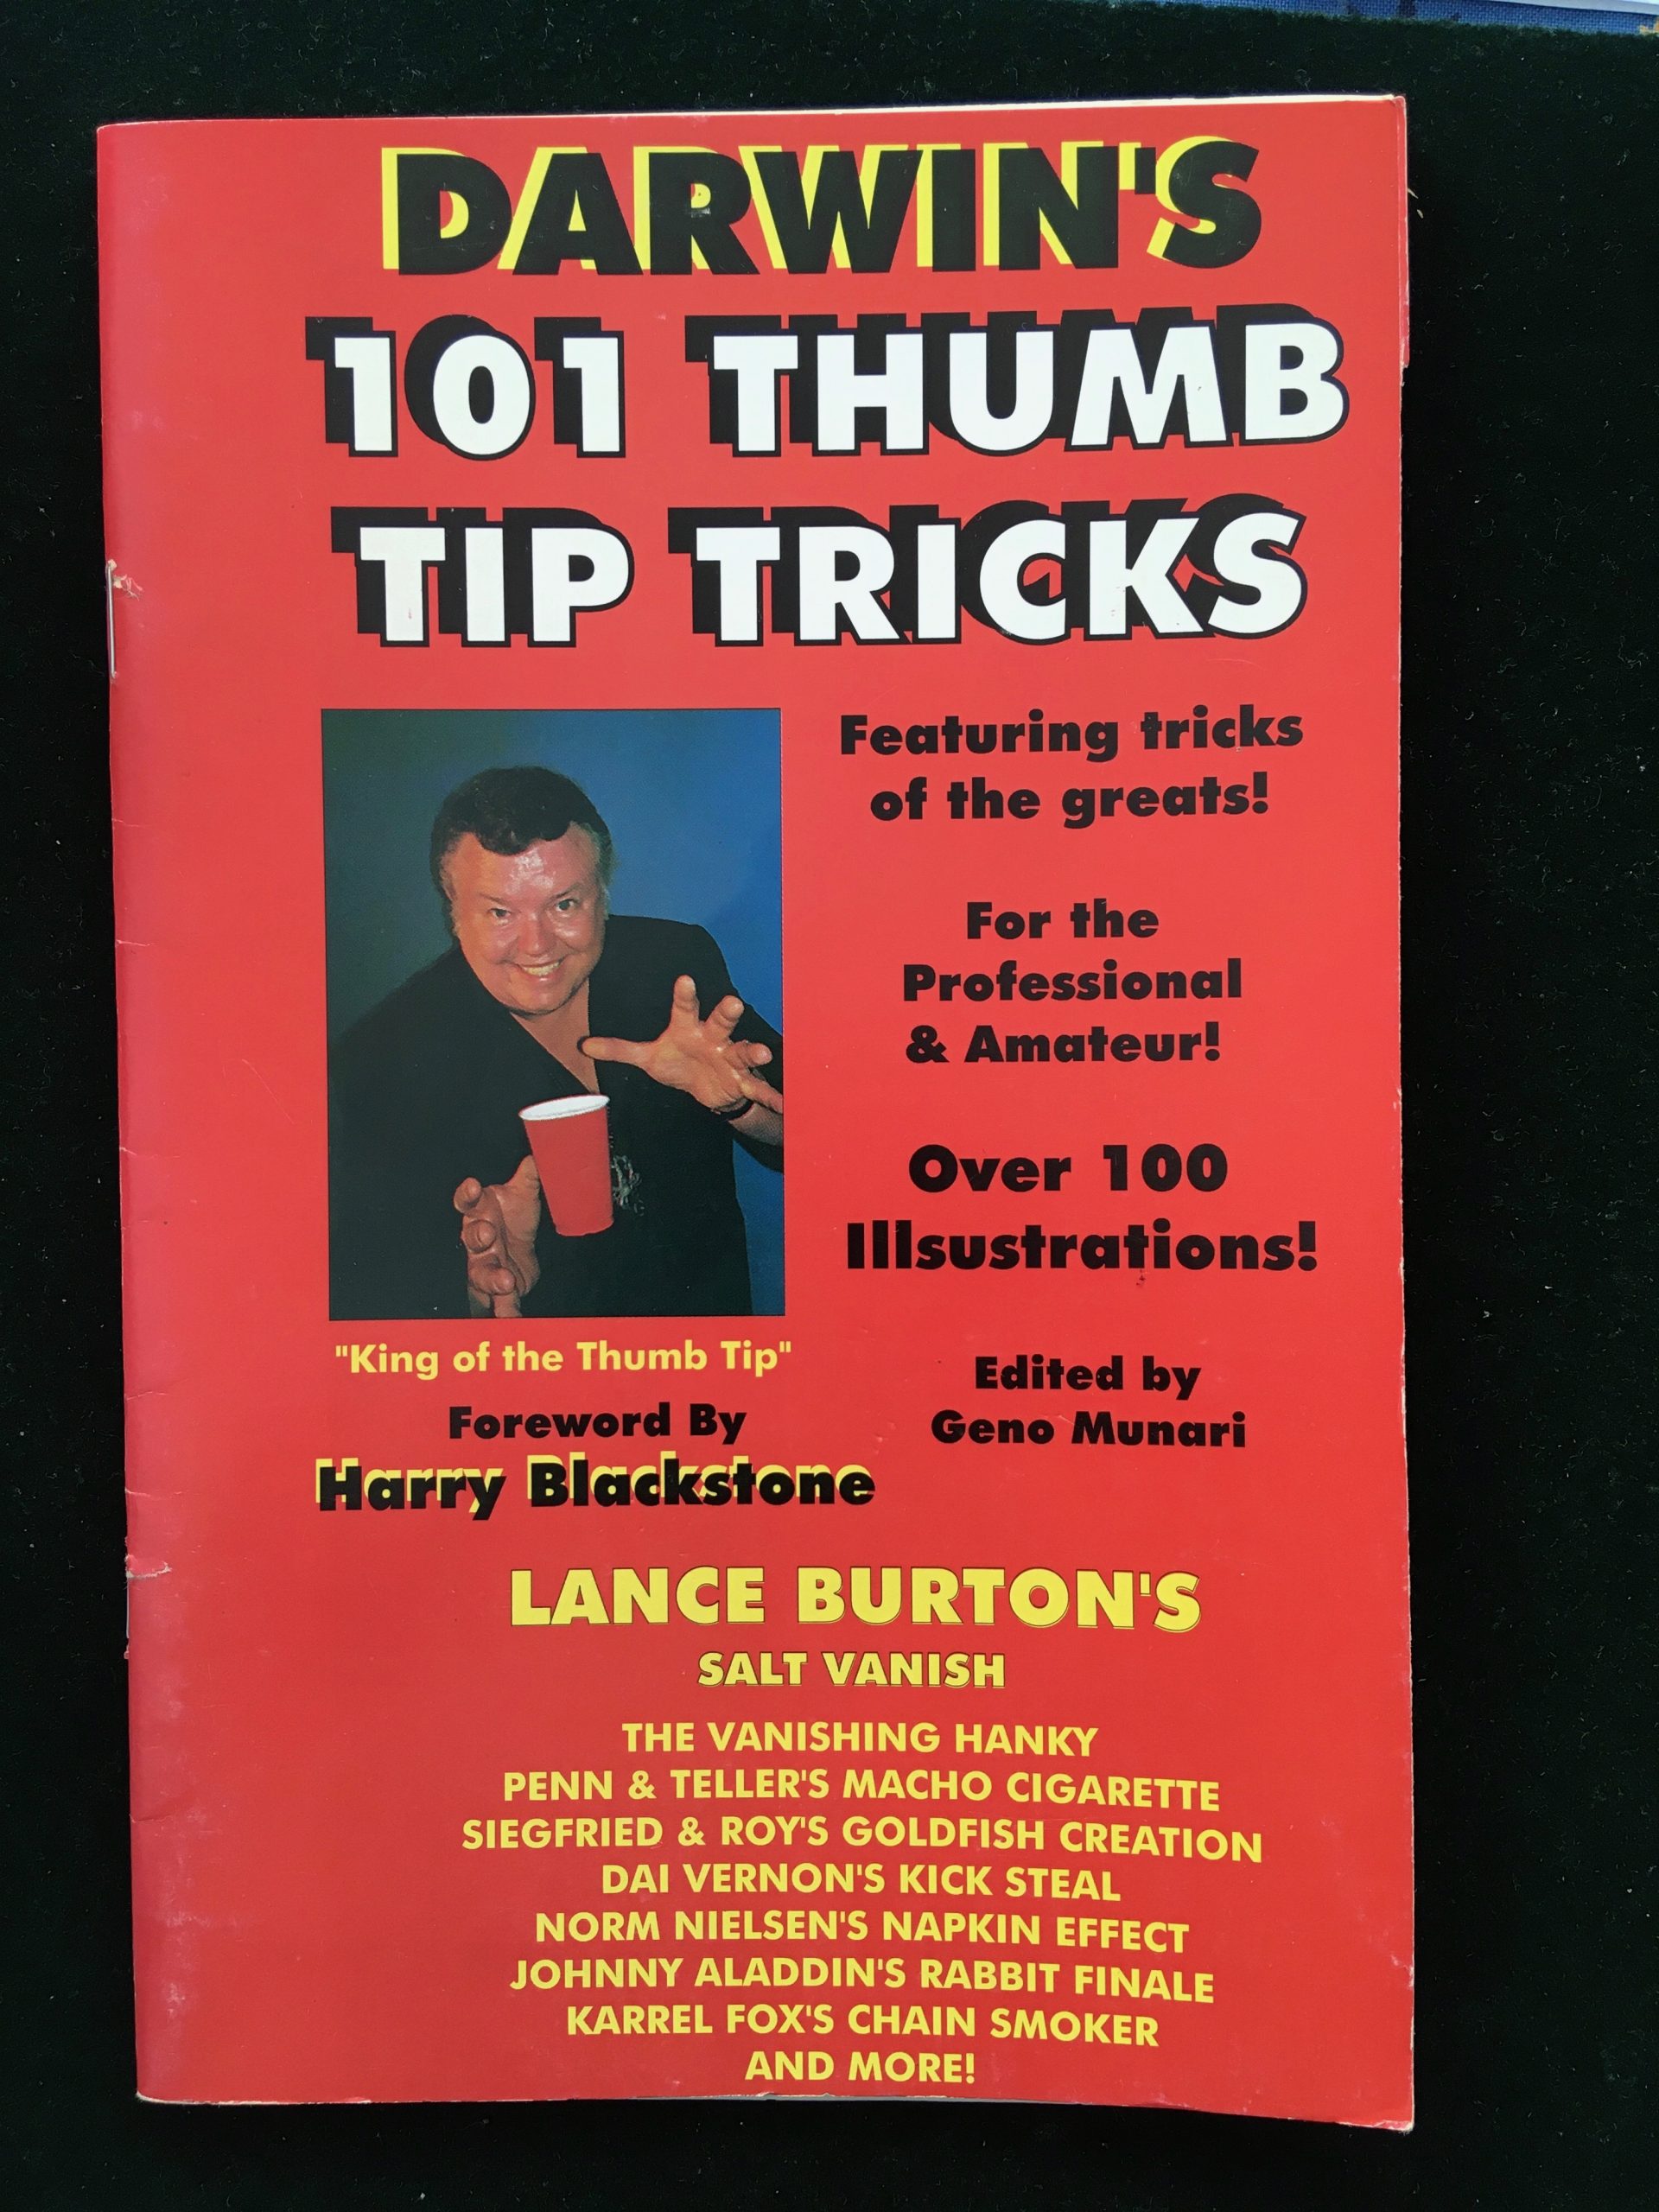 DARWIN'S
101 THUMB
TIP TRICKS
Featuring tricks
of the greats!
For the
Professional
& Amateur!
Over 100
Illsustrations!
"King of the Thumb Tip"
Foreword By
Harry Blackstone
Edited by
Geno Munari
LANCE BURTON'S
SALT VANISH
THE VANISHING HANKY
PENN & TELLER'S MACHO CIGARETTE
SIEGFRIED & ROY'S GOLDFISH CREATION
DAI VERNON'S KICK STEAL
NORM NIELSEN'S NAPKIN EFFECT
JOHNNY ALADDIN'S RABBIT FINALE
KARREL FOX'S CHAIN SMOKER
AND MORE!